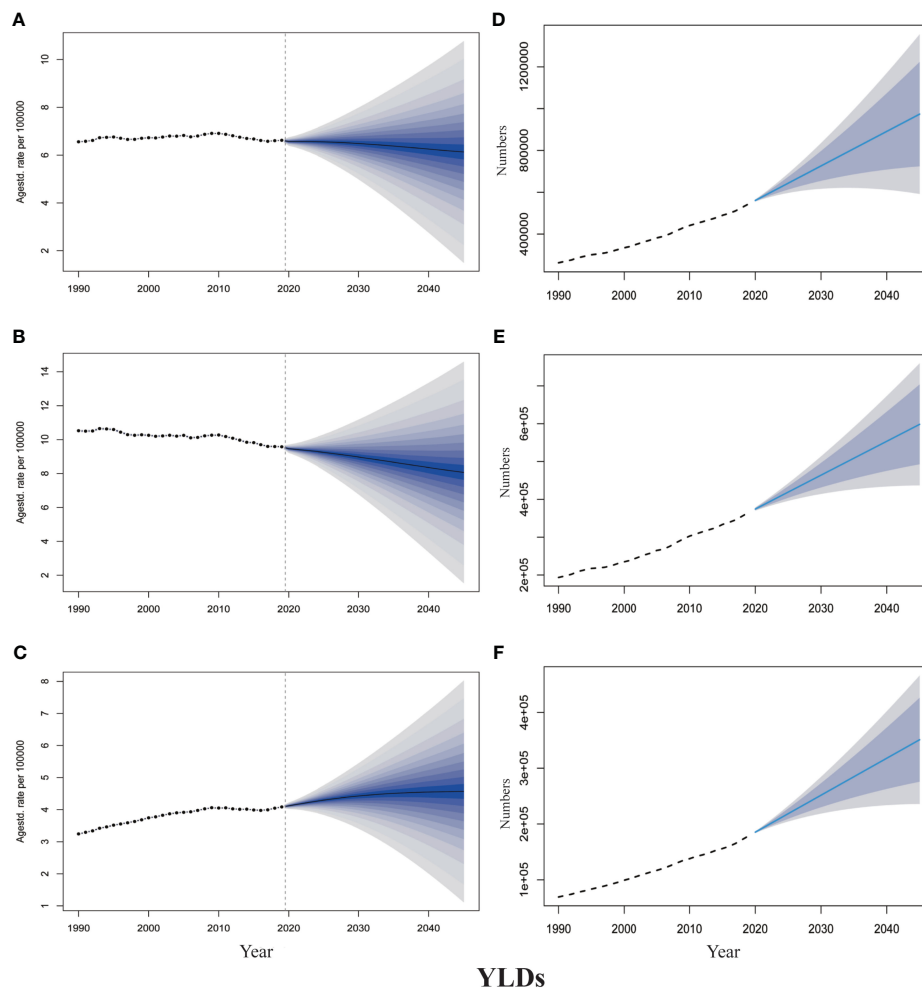 A
Agestd. rate per 100000
10
8
6
4
2
1990 2000 2010 2020 2030 2040
D
Numbers
1200000
800000
400000
1990 2000 2010 2020 2030 2040
B
Agestd. rate per 100000
14
12
10
8
6
4
2
1990 2000 2010 2020 2030 2040
E
Numbers
6e+05
4e+05
2e+05
1990 2000 2010 2020 2030 2040
C
Agestd. rate per 100000
8
7
6
5
4
3
2
1
1990 2000 2010 2020 2030 2040
Year
F
Numbers
4e+05
3e+05
2e+05
1e+05
1990 2000 2010 2020 2030 2040
Year
YLDs